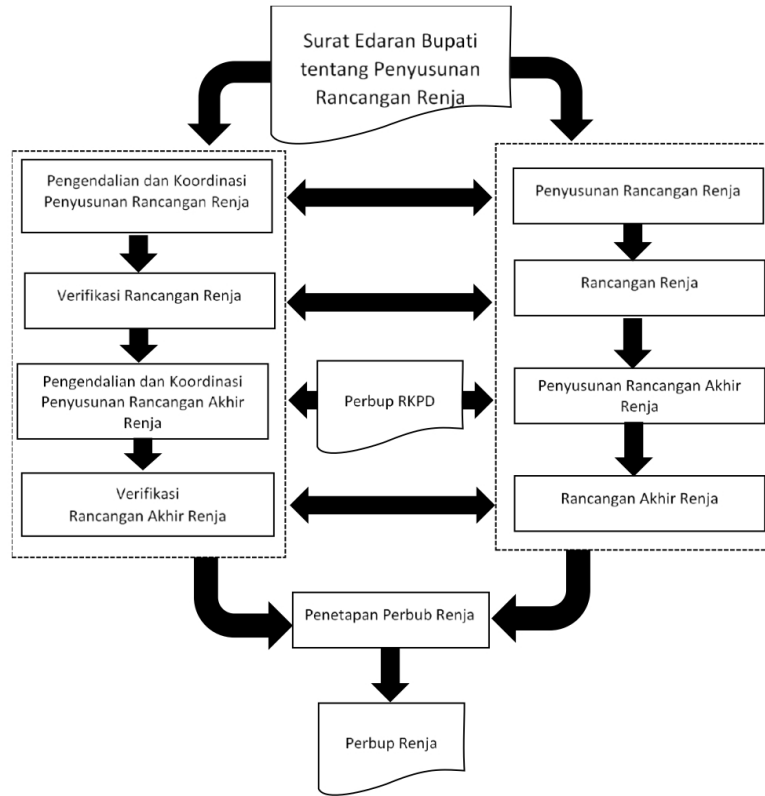 Surat Edaran Bupati
tentang Penyusunan
Rancangan Renja
Pengendalian dan Koordinasi
Penyusunan Rancangan Renja
Verifikasi Rancangan Renja
Pengendalian dan Koordinasi
Penyusunan Rancangan Akhir
Renja
Verifikasi
Rancangan Akhir Renja
Perbup RKPD
Penyusunan Rancangan Renja
Rancangan Renja
Penyusunan Rancangan Akhir
Renja
Rancangan Akhir Renja
Penetapan Perbub Renja
Perbup Renja